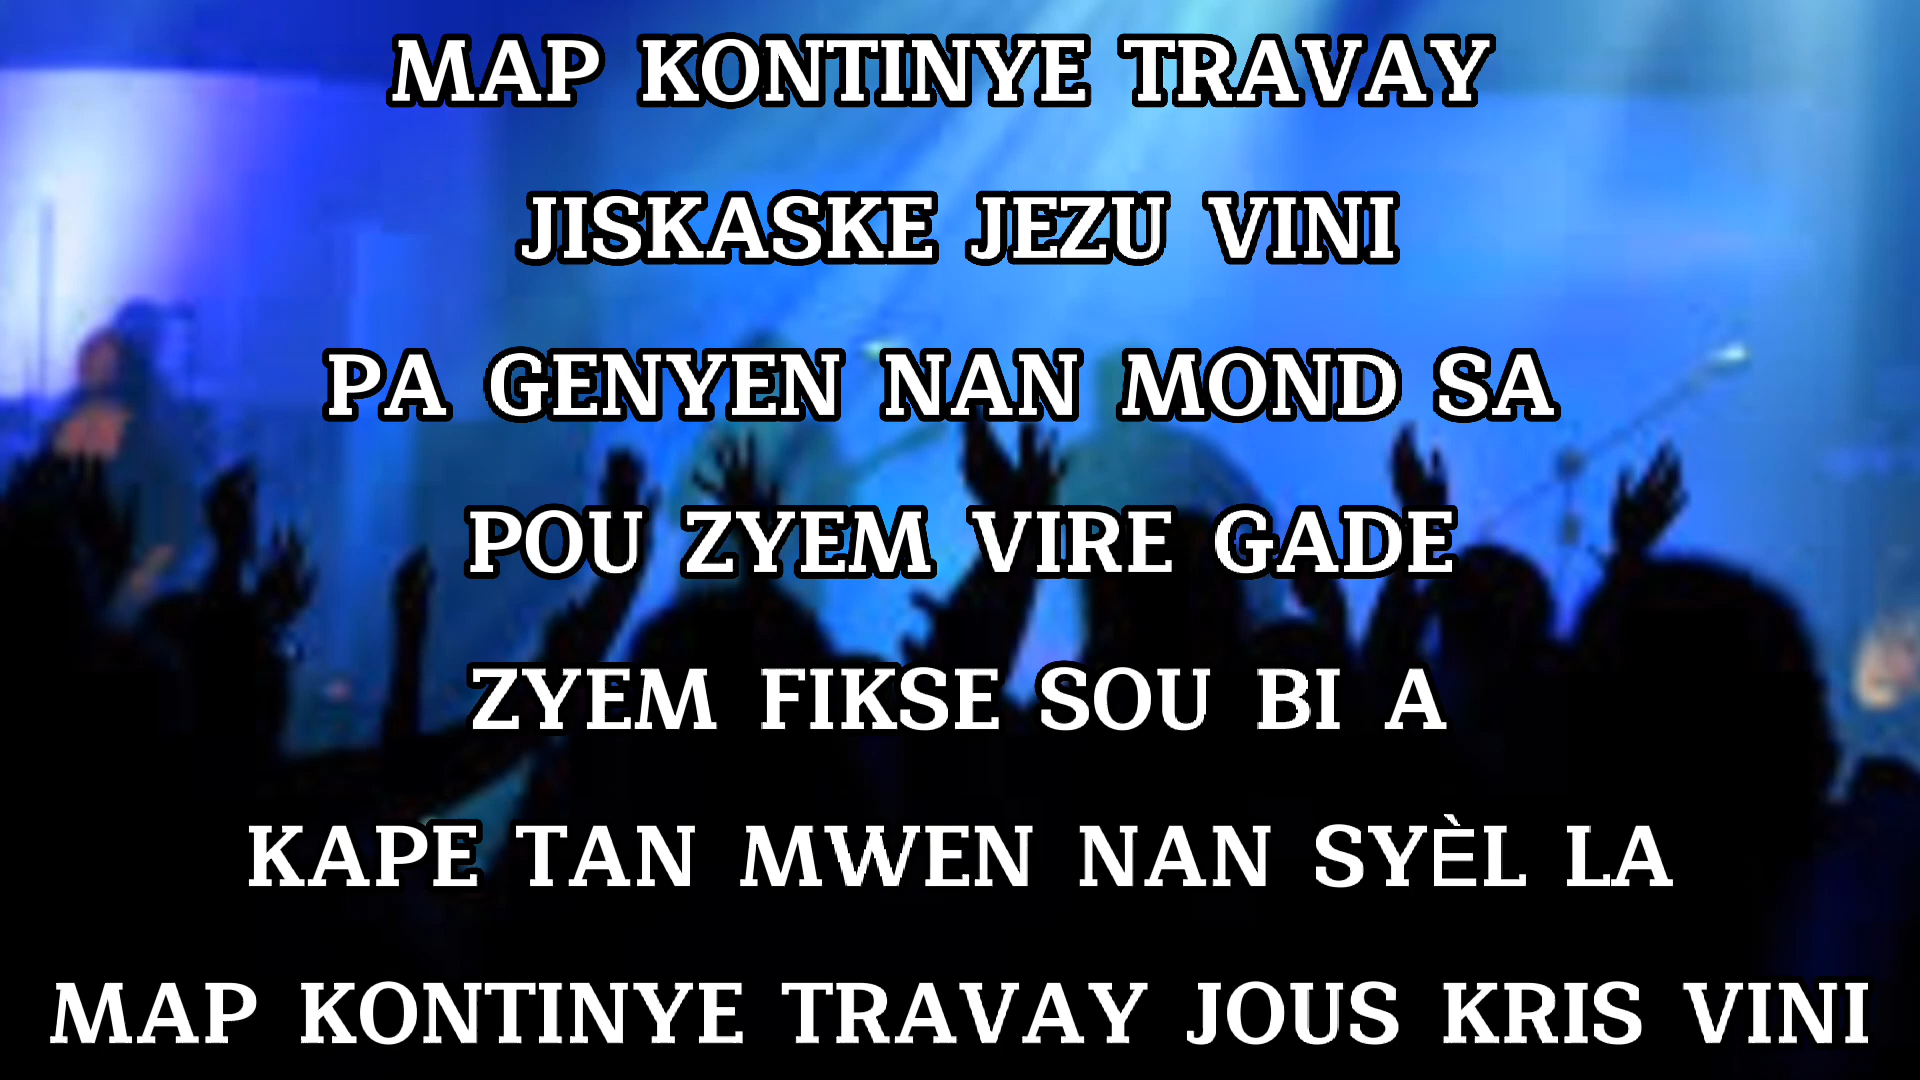 MAP KONTINYE TRAVAY
JISKASKE JEZU VINI
PA GENYEN NAN MOND SA
POU ZYEM VIRE GADE
ZYEM FIKSE SOU BI A
KAPE TAN MWEN NAN SYÈL LA
MAP KONTINYE TRAVAY JOUS KRIS VINI